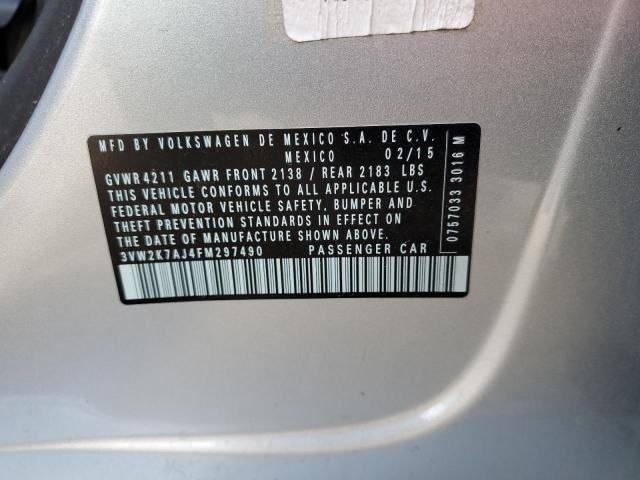 MFD BY VOLKSWAGEN DE MEXICO S.A. DE C.V.
MEXICO 02/15
GVWR 4211 GAWR FRONT 2138 / REAR 2183 LBS
THIS VEHICLE CONFORMS TO ALL APPLICABLE U.S.
FEDERAL MOTOR VEHICLE SAFETY, BUMPER AND
THEFT PREVENTION STANDARDS IN EFFECT ON
THE DATE OF MANUFACTURE SHOWN ABOVE.
3VW2K7AJ4FM297490 PASSENGER CAR
0757033 3016 M